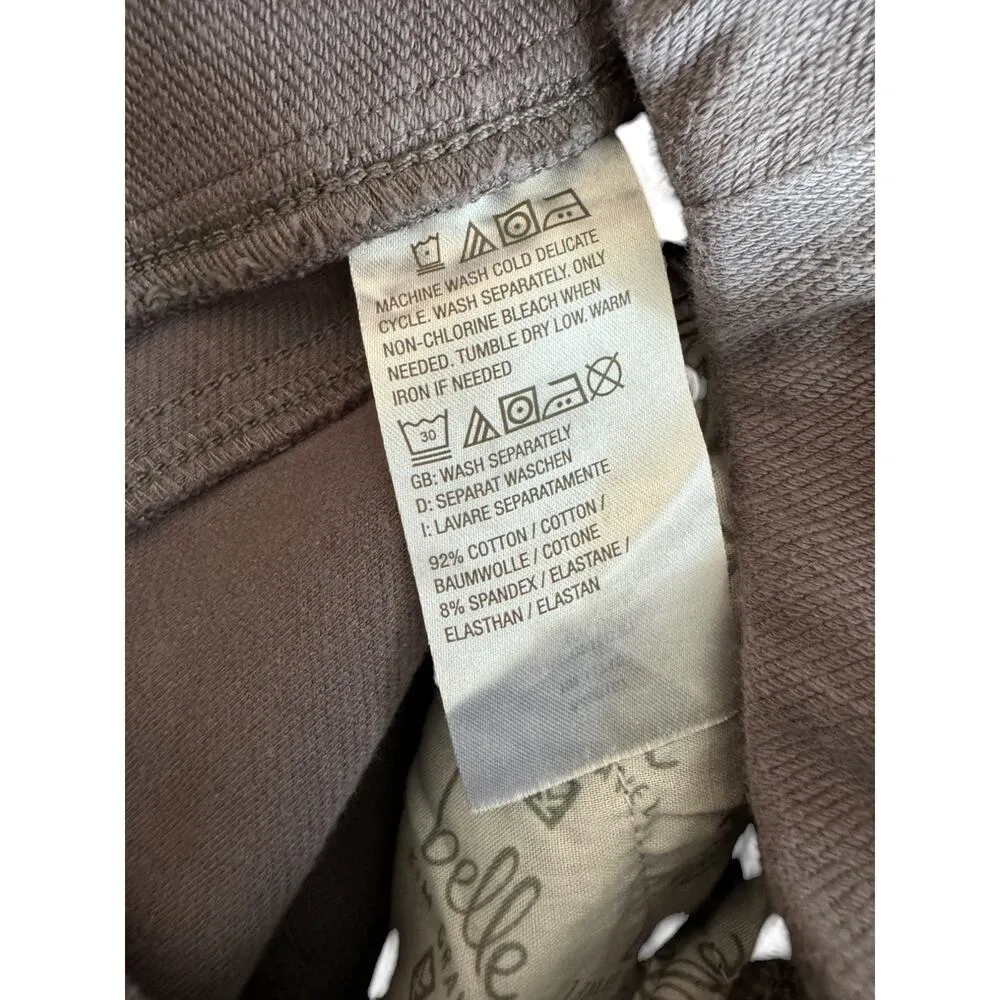 MACHINE WASH COLD DELICATE
CYCLE. WASH SEPARATELY. ONLY
NON-CHLORINE BLEACH WHEN
NEEDED. TUMBLE DRY LOW. WARM
IRON IF NEEDED
30
GB: WASH SEPARATELY
D: SEPARAT WASCHEN
I: LAVARE SEPARATAMENTE
92% COTTON / COTTON /
BAUMWOLLE / COTONE
8% SPANDEX / ELASTANE /
ELASTHAN / ELASTAN
belle